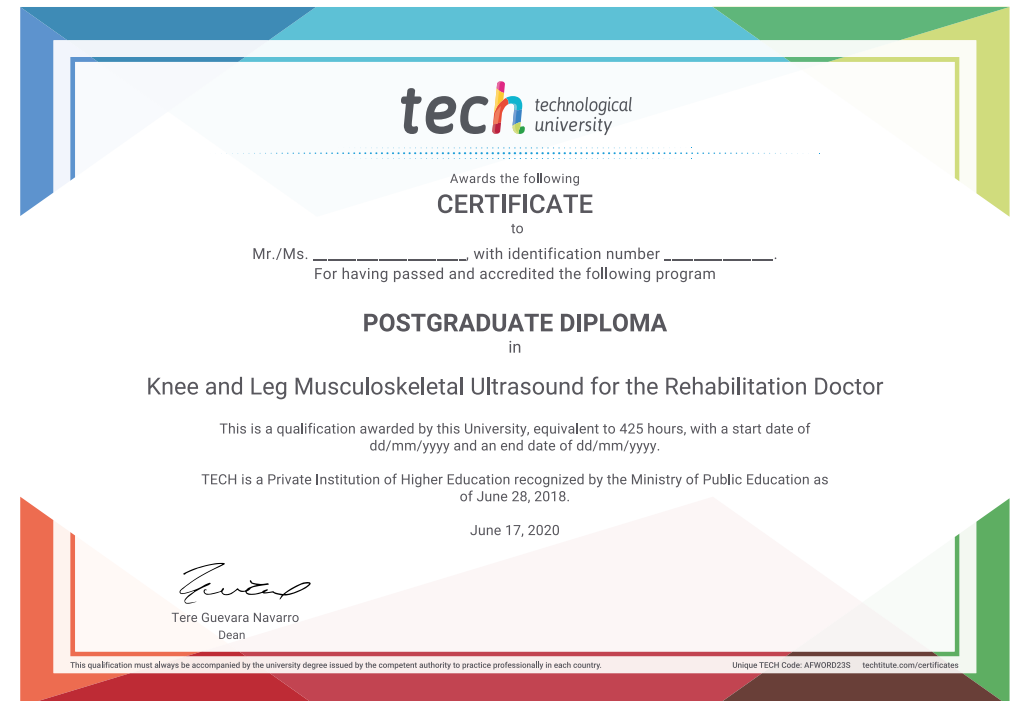 tech technological
university
Awards the following
CERTIFICATE
to
Mr./Ms. __________________, with identification number _____________.
For having passed and accredited the following program
POSTGRADUATE DIPLOMA
in
Knee and Leg Musculoskeletal Ultrasound for the Rehabilitation Doctor
This is a qualification awarded by this University, equivalent to 425 hours, with a start date of
dd/mm/yyyy and an end date of dd/mm/yyyy.
TECH is a Private Institution of Higher Education recognized by the Ministry of Public Education as
of June 28, 2018.
June 17, 2020
Tere Guevara Navarro
Dean
This qualification must always be accompanied by the university degree issued by the competent authority to practice professionally in each country.
Unique TECH Code: AFWORD23S techtitute.com/certificates